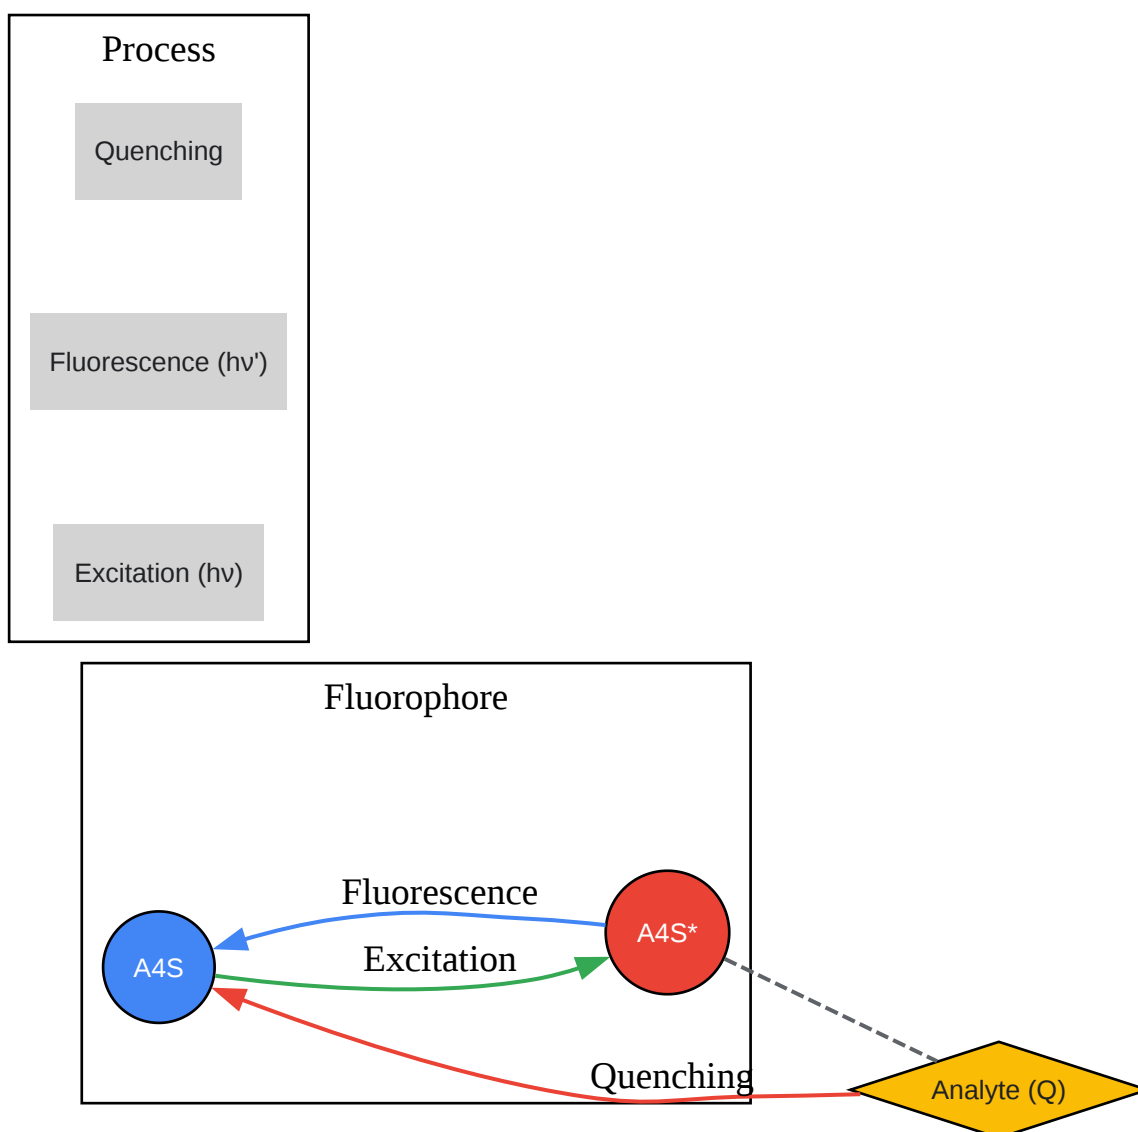 Process
Quenching
Fluorescence (hν')
Excitation (hν)
Fluorophore
Fluorescence
A4S*
Excitation
A4S
Quenching
Analyte (Q)